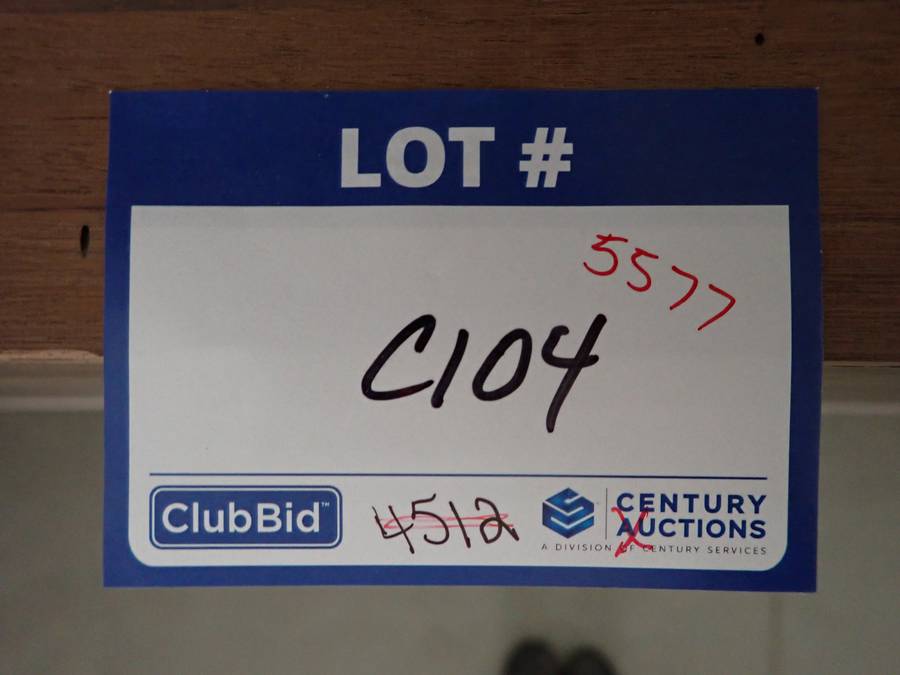 LOT #
5577
C104
ClubBid™
4512
CENTURY
AUCTIONS
A DIVISION OF CENTURY SERVICES